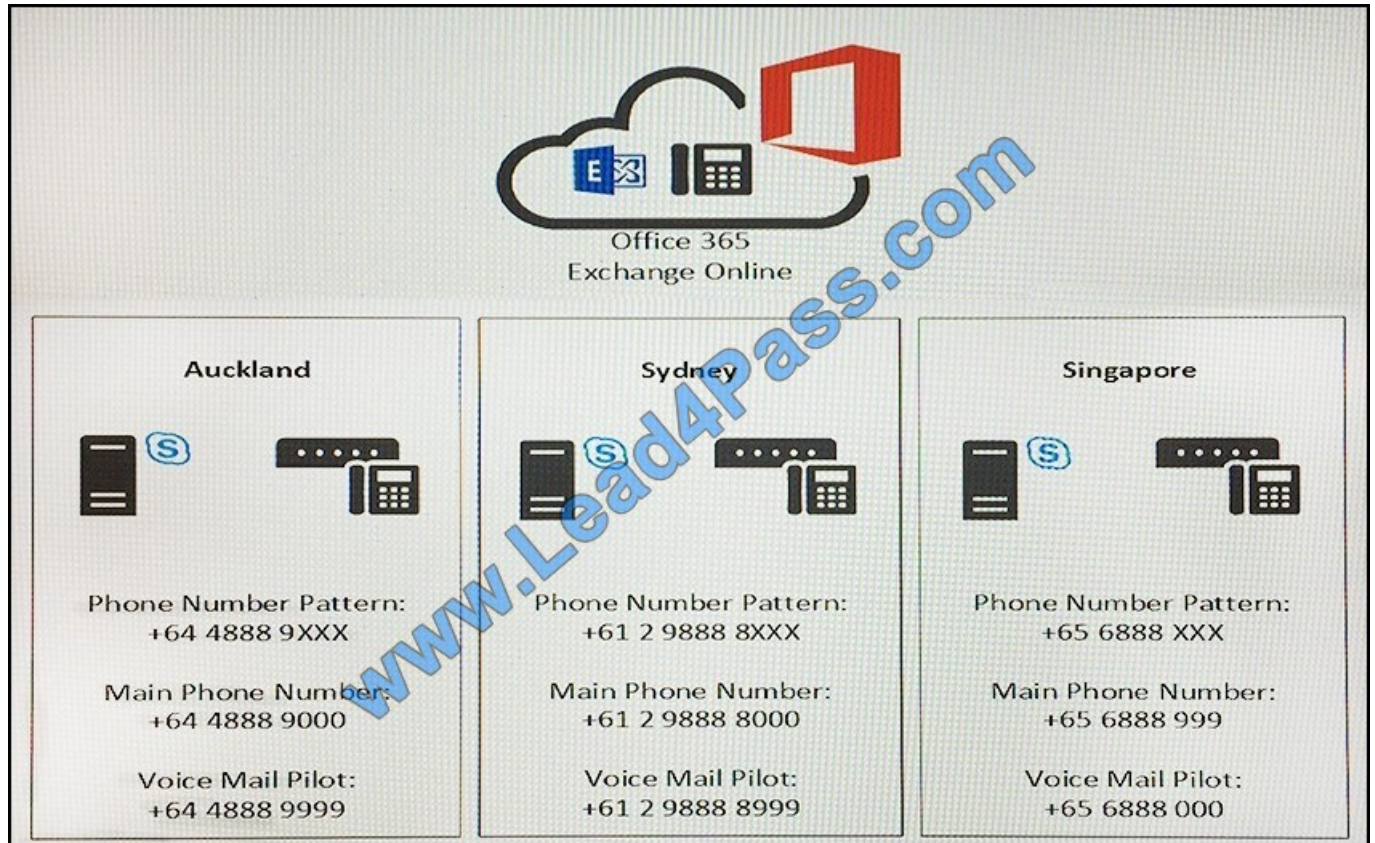 Office 365
Exchange Online
Auckland
Phone Number Pattern:
+64 4888 9XXX
Main Phone Number:
+64 4888 9000
Voice Mail Pilot:
+64 4888 9999
Sydney
Phone Number Pattern:
+61 2 9888 8XXX
Main Phone Number:
+61 2 9888 8000
Voice Mail Pilot:
+61 2 9888 8999
Singapore
Phone Number Pattern:
+65 6888 XXX
Main Phone Number:
+65 6888 999
Voice Mail Pilot:
+65 6888 000
www.Lead4Pass.com
E
S
S
S